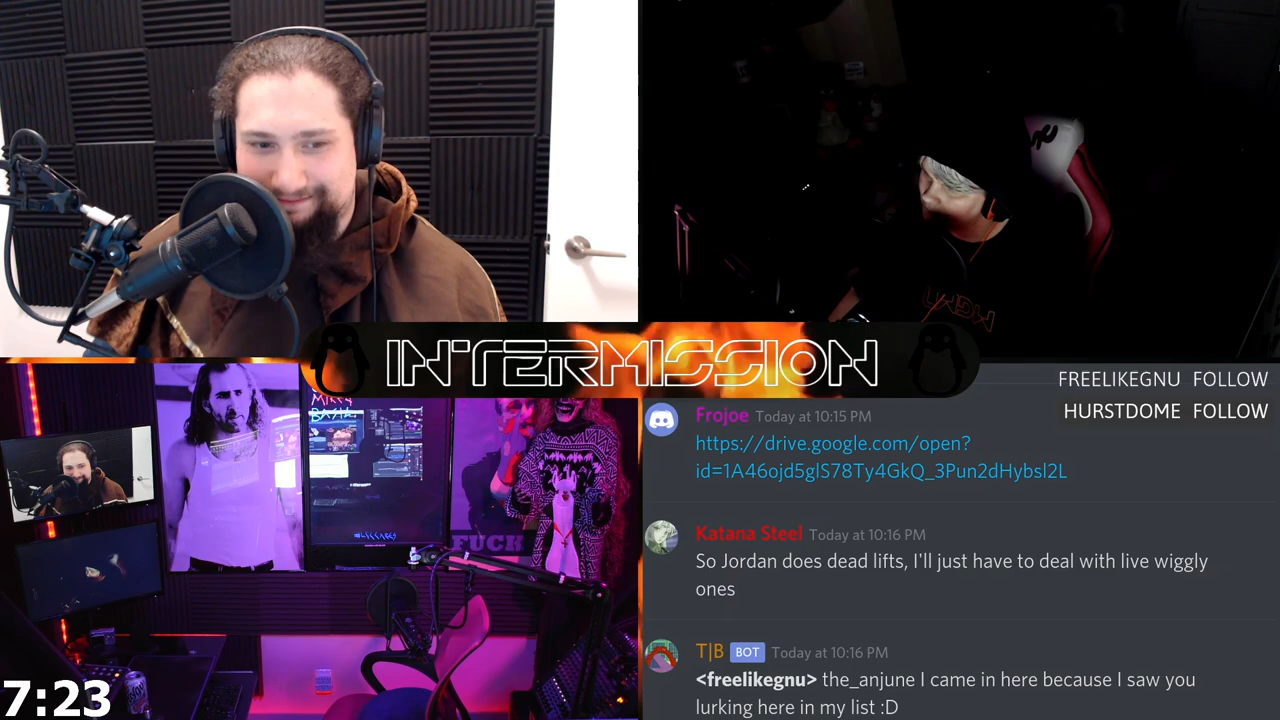 INTERMISSION
FREELIKEGNU FOLLOW
HURSTDOME FOLLOW
Frojoe Today at 10:15 PM
https://drive.google.com/open?
id=1A46ojd5glS78Ty4GkQ_3Pun2dHybsl2L
Katana Steel Today at 10:16 PM
So Jordan does dead lifts, I'll just have to deal with live wiggly
ones
T|B BOT Today at 10:16 PM
<freelikegnu> the_anjune I came in here because I saw you
lurking here in my list :D
FUCK
7:23